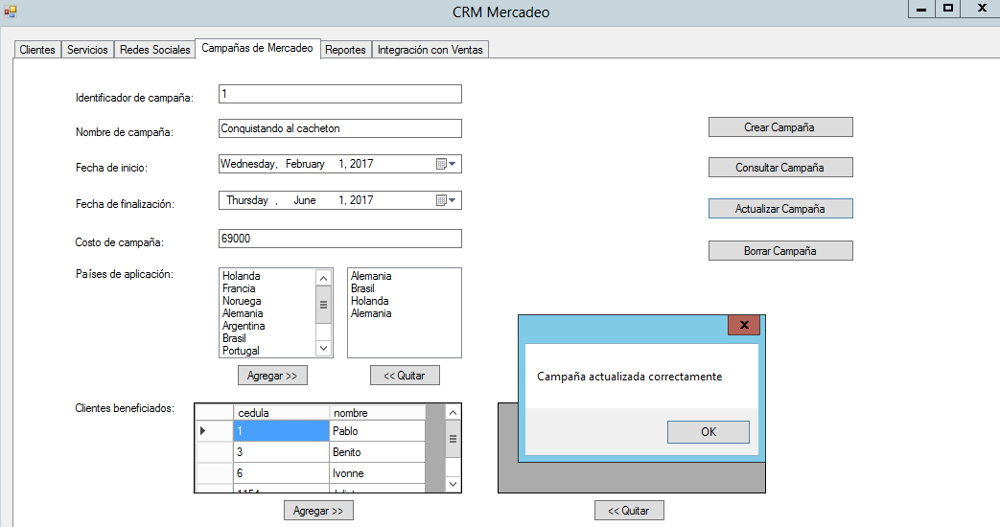 CRM Mercadeo
Clientes Servicios Redes Sociales Campañas de Mercadeo Reportes Integración con Ventas
Identificador de campaña: 1
Nombre de campaña: Conquistando al cacheton
Crear Campaña
Fecha de inicio: Wednesday, February 1, 2017
Consultar Campaña
Fecha de finalización: Thursday , June 1, 2017
Actualizar Campaña
Costo de campaña: 69000
Borrar Campaña
Países de aplicación:
Holanda
Francia
Noruega
Alemania
Argentina
Brasil
Portugal
Alemania
Brasil
Holanda
Alemania
Agregar >>
<< Quitar
Campaña actualizada correctamente
OK
Clientes beneficiados:
cedula nombre
1 Pablo
3 Benito
6 Ivonne
Agregar >>
<< Quitar